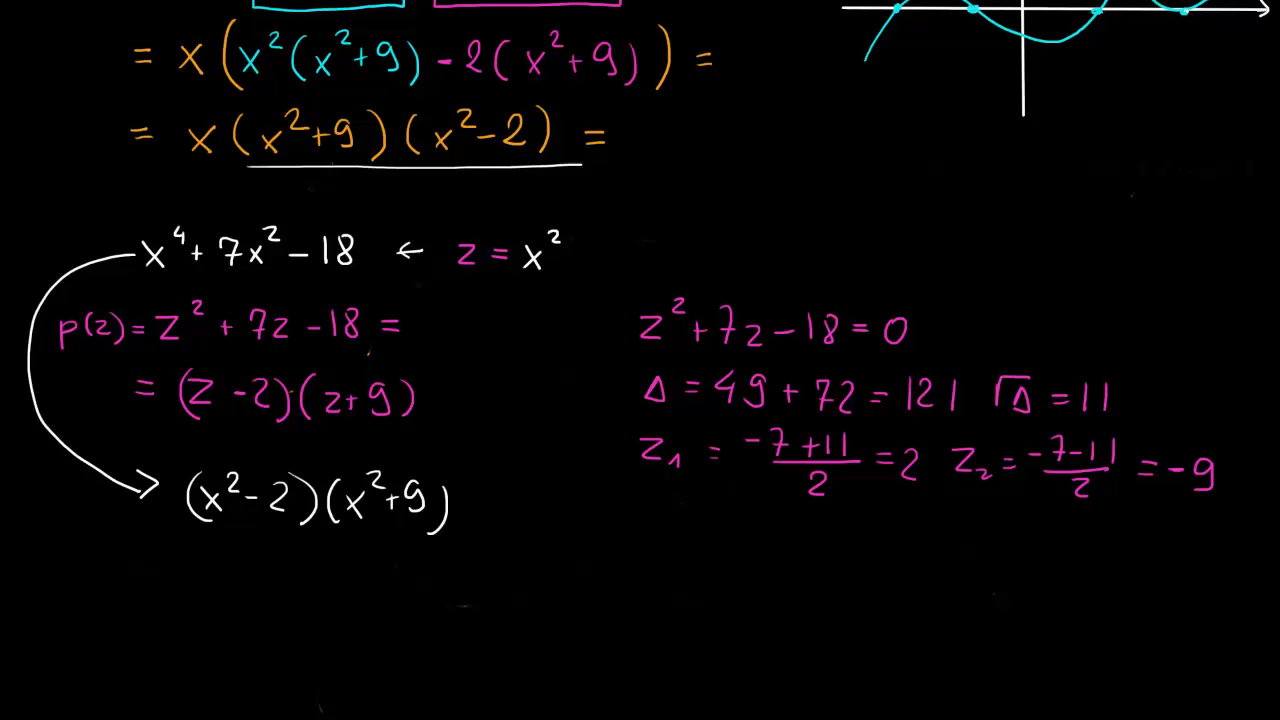 = x(x²(x²+9) - 2(x²+9)) =
= x(x²+9)(x²-2) =
x⁴ + 7x² - 18 ← z = x²
p(z) = z² + 7z - 18 =
= (z - 2)·(z + 9)
(x² - 2)(x² + 9)
z² + 7z - 18 = 0
Δ = 49 + 72 = 121 √Δ = 11
z₁ = (-7+11)/2 = 2 z₂ = (-7-11)/2 = -9